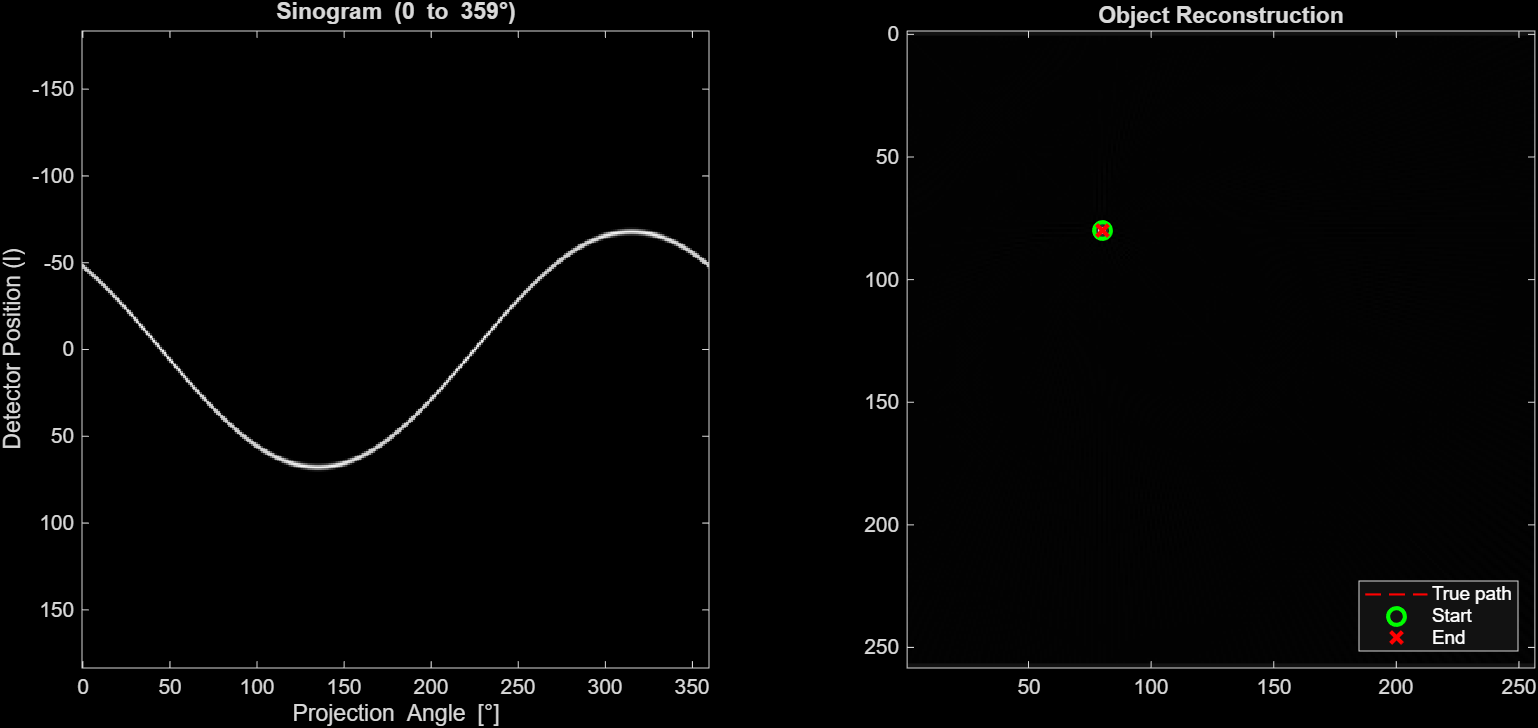 Sinogram (0 to 359°)
-150
-100
-50
0
50
100
150
Detector Position (l)
0 50 100 150 200 250 300 350
Projection Angle [°]
Object Reconstruction
0
50
100
150
200
250
50 100 150 200 250
True path
Start
End